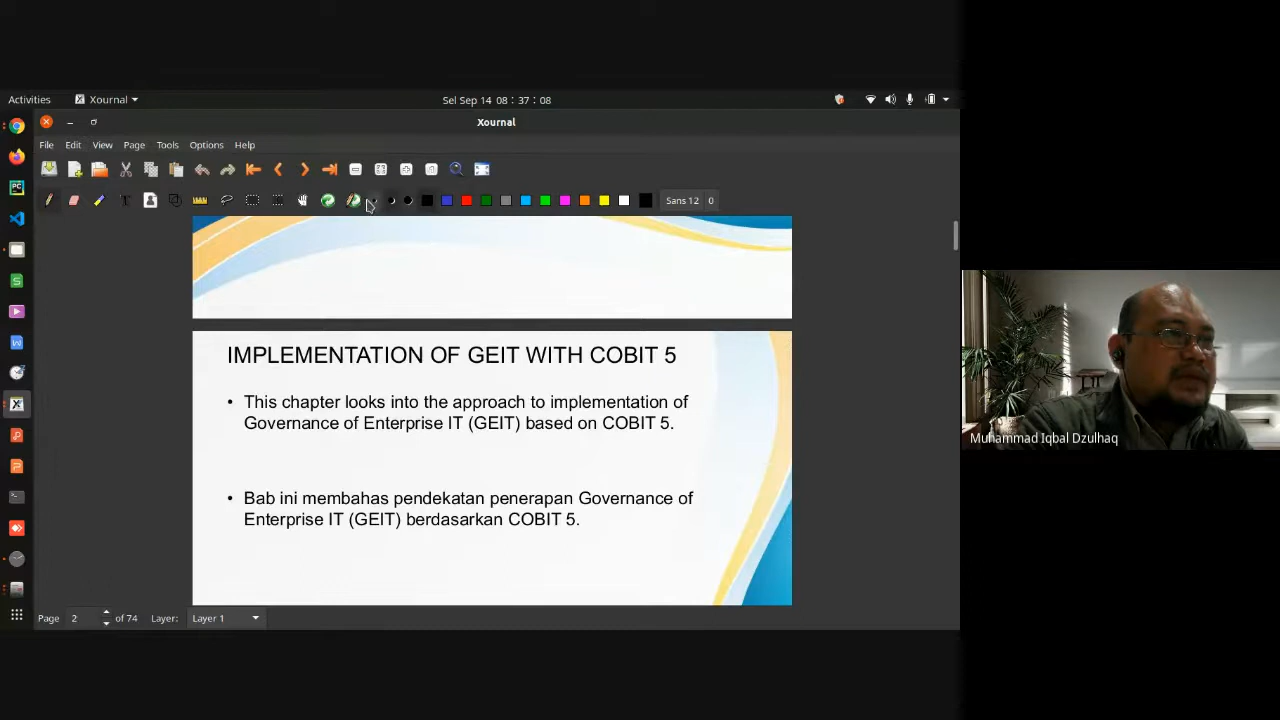 Activities
Xournal
Sel Sep 14 08 : 37 : 08
Xournal
File Edit View Page Tools Options Help
Sans 12 0
IMPLEMENTATION OF GEIT WITH COBIT 5
• This chapter looks into the approach to implementation of
Governance of Enterprise IT (GEIT) based on COBIT 5.
• Bab ini membahas pendekatan penerapan Governance of
Enterprise IT (GEIT) berdasarkan COBIT 5.
Page 2 of 74 Layer: Layer 1
Muhammad Iqbal Dzulhaq